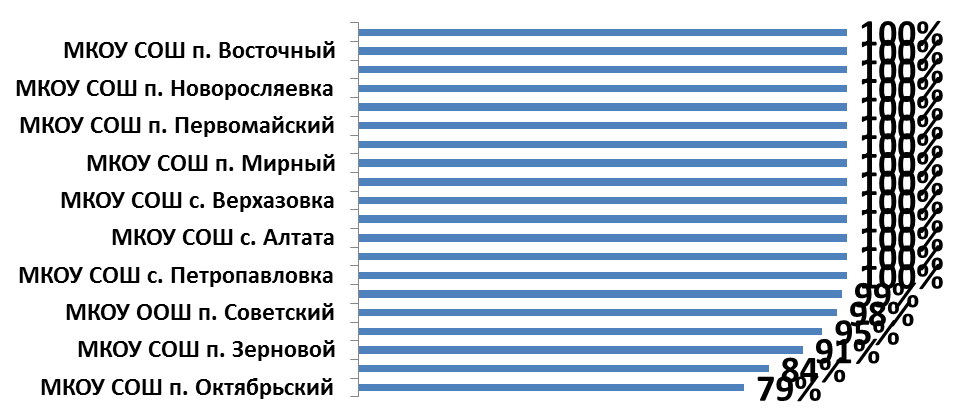 100%
МКОУ СОШ п. Восточный 100%
100%
МКОУ СОШ п. Новоросляевка 100%
100%
МКОУ СОШ п. Первомайский 100%
100%
МКОУ СОШ п. Мирный 100%
100%
МКОУ СОШ с. Верхазовка 100%
100%
МКОУ СОШ с. Алтата 100%
100%
МКОУ СОШ с. Петропавловка 100%
99%
МКОУ ООШ п. Советский 98%
95%
МКОУ СОШ п. Зерновой 91%
84%
МКОУ СОШ п. Октябрьский 79%